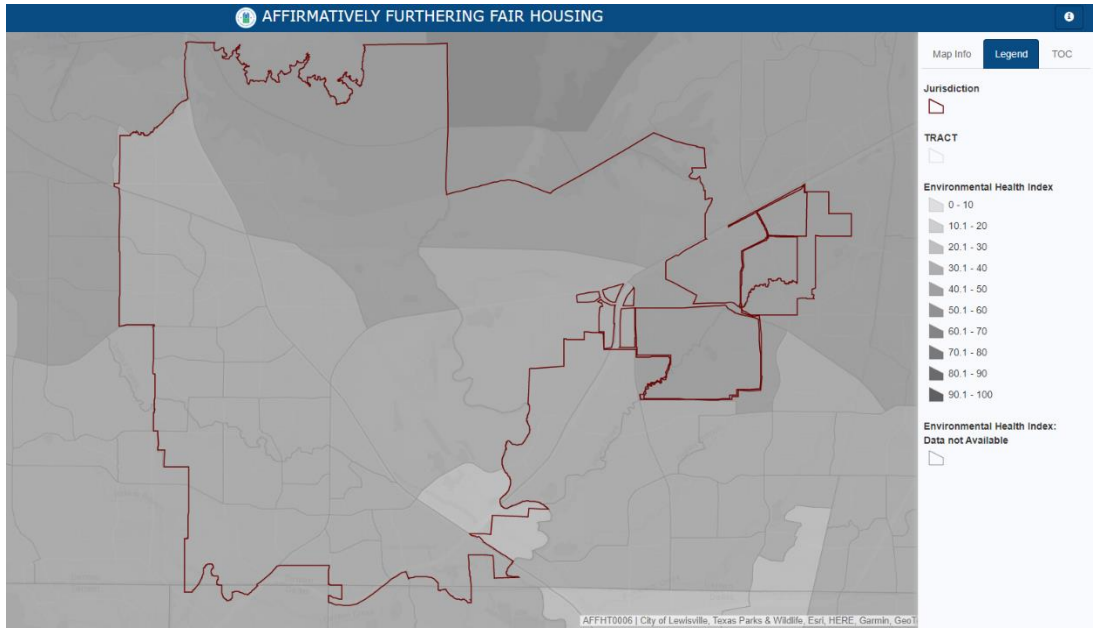 AFFIRMATIVELY FURTHERING FAIR HOUSING
Map Info Legend TOC
Jurisdiction
TRACT
Environmental Health Index
0 - 10
10.1 - 20
20.1 - 30
30.1 - 40
40.1 - 50
50.1 - 60
60.1 - 70
70.1 - 80
80.1 - 90
90.1 - 100
Environmental Health Index:
Data not Available
AFFHT0006 | City of Lewisville, Texas Parks & Wildlife, Esri, HERE, Garmin, GeoT